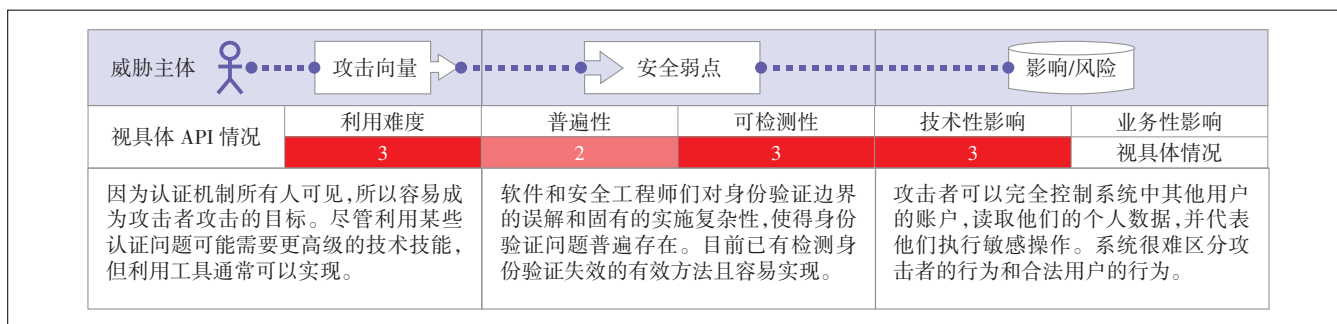 威胁主体
攻击向量
安全弱点
影响/风险
视具体 API 情况
利用难度
普遍性
可检测性
技术性影响
业务性影响
3
2
3
3
视具体情况
因为认证机制所有人可见,所以容易成
为攻击者攻击的目标。尽管利用某些
认证问题可能需要更高级的技术技能,
但利用工具通常可以实现。
软件和安全工程师们对身份验证边界
的误解和固有的实施复杂性,使得身份
验证问题普遍存在。目前已有检测身
份验证失效的有效方法且容易实现。
攻击者可以完全控制系统中其他用户
的账户,读取他们的个人数据,并代表
他们执行敏感操作。系统很难区分攻
击者的行为和合法用户的行为。